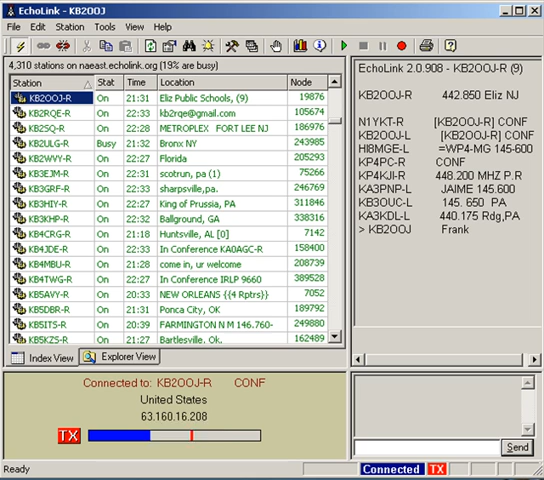 EchoLink - KB2OOJ
File Edit Station Tools View Help
4,310 stations on naeast.echolink.org (19% are busy)
Station Stat Time Location Node
KB2OOJ-R On 21:31 Eliz Public Schools, (9) 19876
KB2RQE-R On 22:33 kb2rqe@gmail.com 105674
KB2SQ-R On 22:28 METROPLEX FORT LEE NJ 186976
KB2ULG-R Busy 21:32 Bronx NY 243985
KB2WVY-R On 22:27 Florida 205293
KB3EJM-R On 22:31 scotrun, pa (1) 75266
KB3GRF-R On 22:33 sharpsville,pa. 246769
KB3HIY-R On 22:27 King of Prussia, PA 311846
KB3KHP-R On 22:32 Ballground, GA 338316
KB4CRG-R On 21:18 Huntsville, AL [0] 7142
KB4JDE-R On 22:33 In Conference KA0AGC-R 158400
KB4MBU-R On 21:28 come in, ur welcome 208739
KB4TWG-R On 22:27 In Conference IRLP 9660 389528
KB5AVY-R On 20:33 NEW ORLEANS {{4 Rptrs}} 7052
KB5DBR-R On 21:31 Ponca City, OK 189792
KB5ITS-R On 20:39 FARMINGTON N M 146.760- 249880
KB5KZS-R On 21:27 Bartlesville, Ok. 162489
Index View Explorer View
EchoLink 2.0.908 - KB2OOJ-R (9)
KB2OOJ-R 442.850 Eliz NJ
N1YKT-R [KB2OOJ-R] CONF
KB2OOJ-L [KB2OOJ-R] CONF
HI8MGE-L =WP4-MG 145-600
KP4PC-R CONF
KP4KJI-R 448.200 MHZ P.R
KA3PNP-L JAIME 145.600
KB3OUC-L 145. 650 PA
KA3KDL-L 440.175 Rdg,PA
> KB2OOJ Frank
Connected to: KB2OOJ-R CONF
United States
63.160.16.208
TX
Send
Ready Connected TX